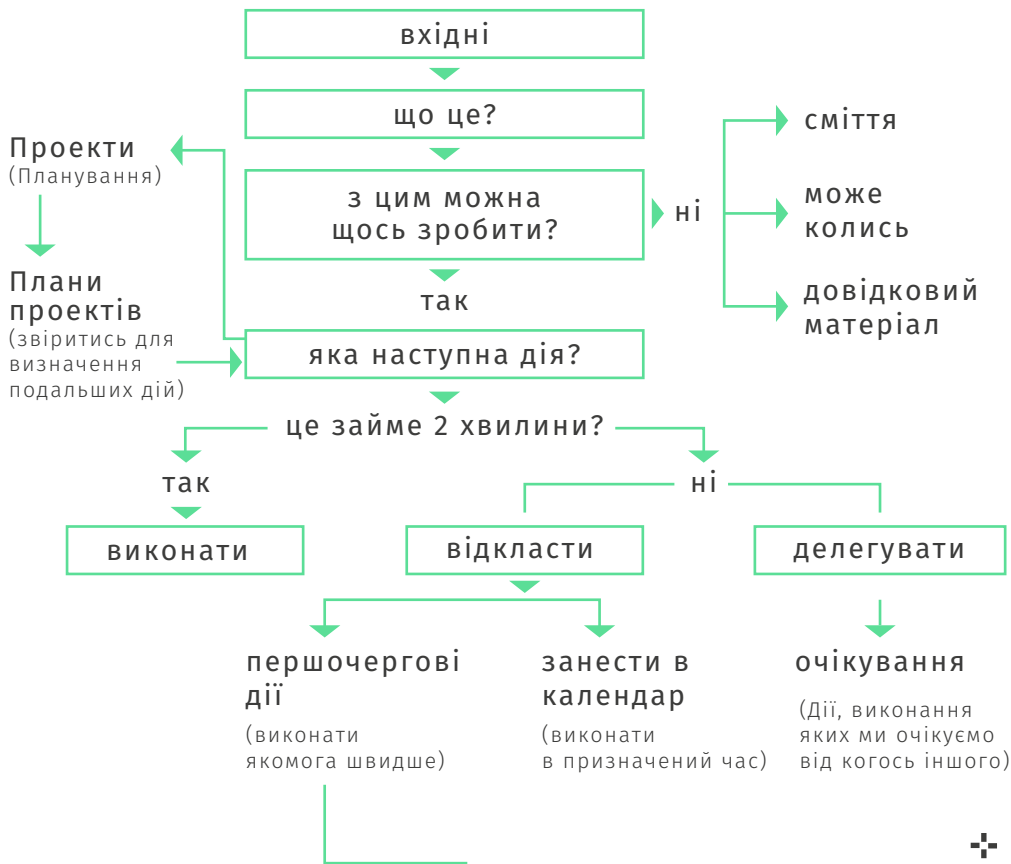 вхідні
що це?
сміття
Проекти
(Планування)
з цим можна
щось зробити?
ні
може
колись
Плани
проектів
(звіритись для
визначення
подальших дій)
так
довідковий
матеріал
яка наступна дія?
це займе 2 хвилини?
так
ні
виконати
відкласти
делегувати
першочергові
дії
(виконати
якомога швидше)
занести в
календар
(виконати
в призначений час)
очікування
(Дії, виконання
яких ми очікуємо
від когось іншого)